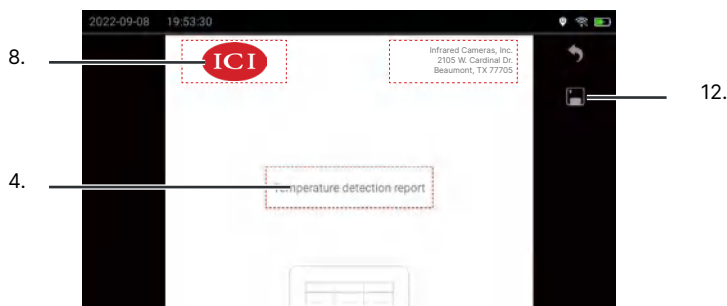 2022-09-08 19:53:30
8.
ICI
Infrared Cameras, Inc.
2105 W. Cardinal Dr.
Beaumont, TX 77705
12.
4.
Temperature detection report